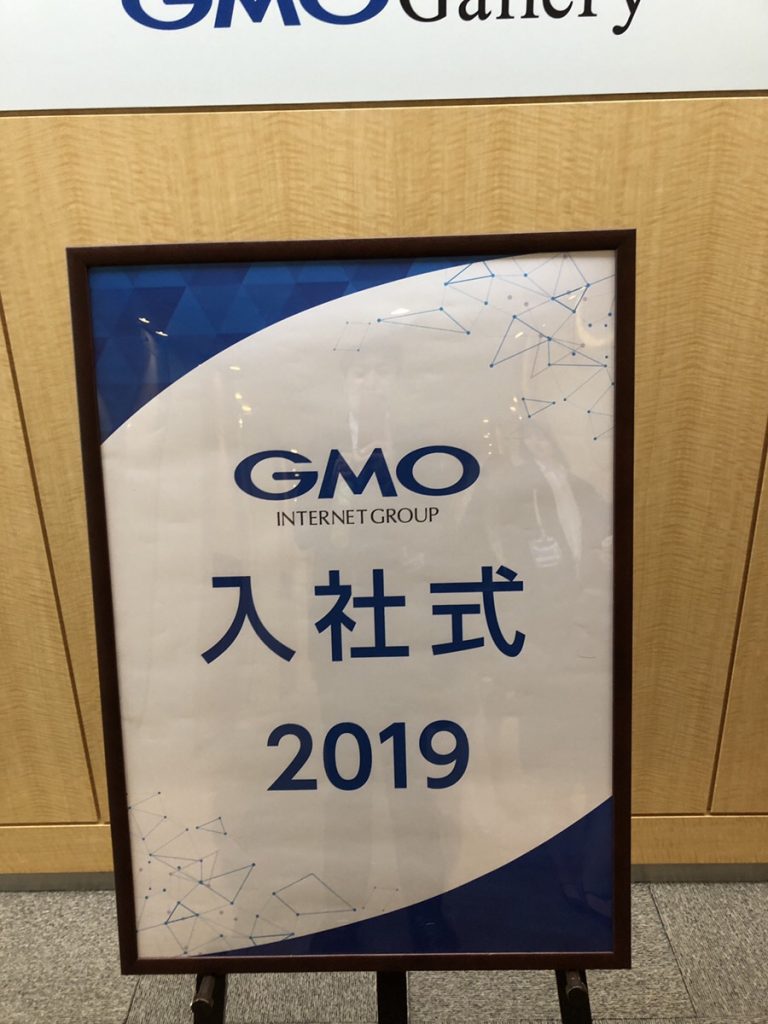 GMO Gallery
GMO
INTERNET GROUP
入社式
2019